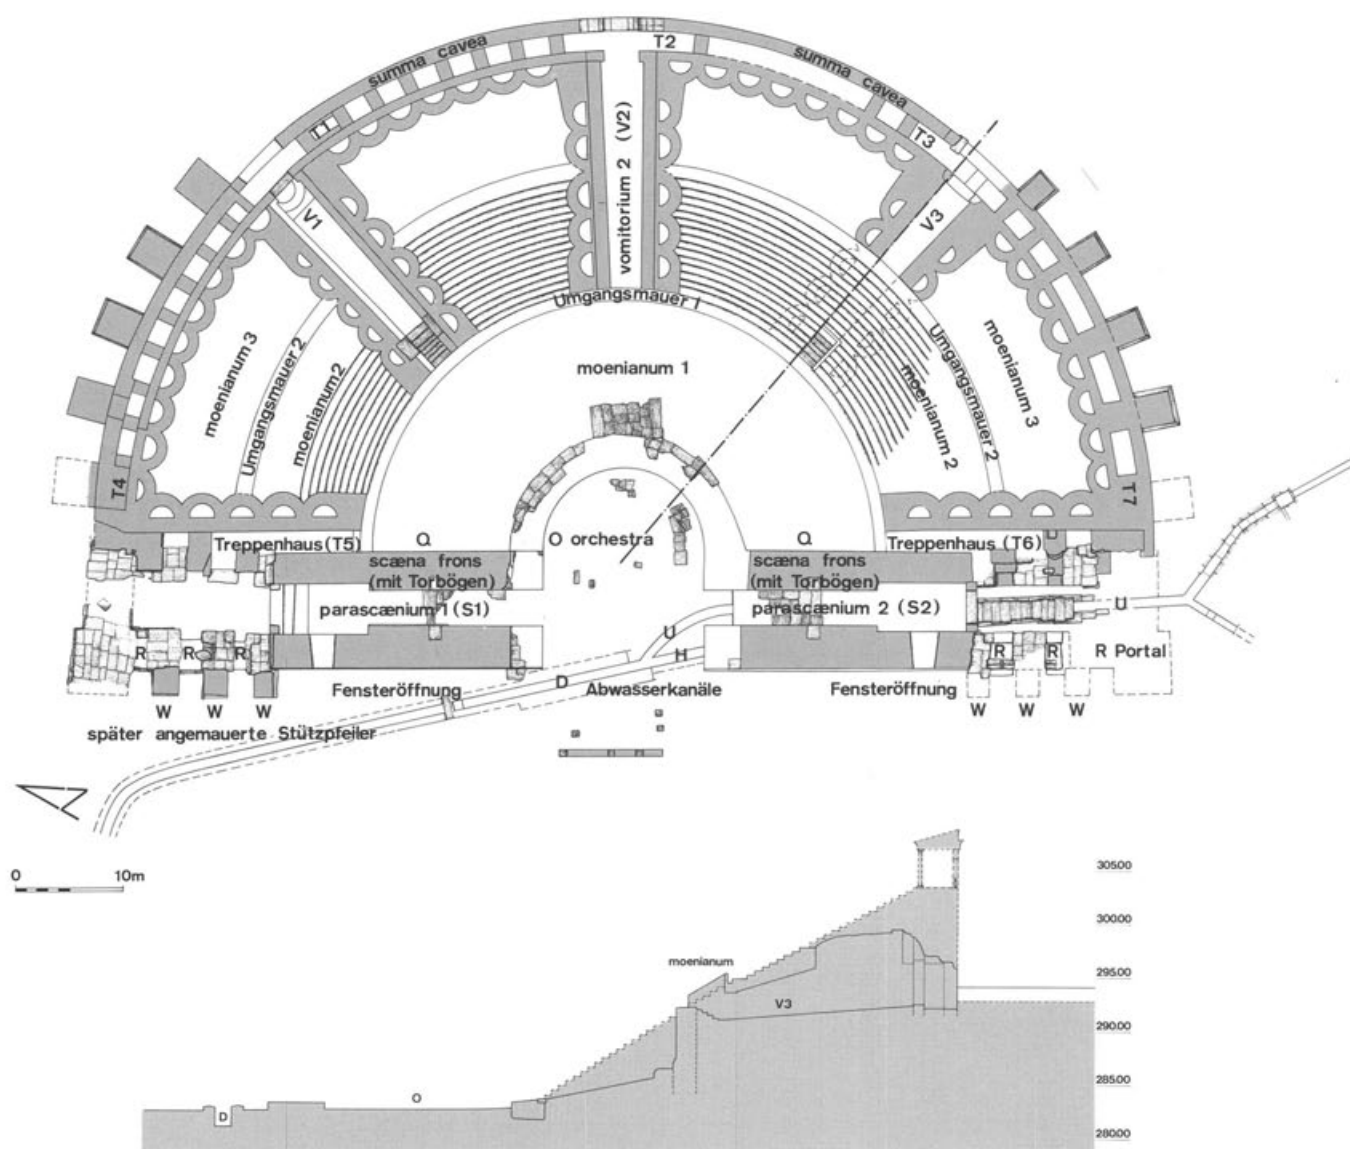 summa cavea
T2
summa cavea
T1
T3
vomitorium 2 (V2)
V1
V3
Umgangsmauer 1
moenianum 3
Umgangsmauer 2
moenianum 2
moenianum 1
Umgangsmauer 2
moenianum 2
moenianum 3
T4
T7
Treppenhaus (T5)
Q
O orchestra
Q
Treppenhaus (T6)
scæna frons
(mit Torbögen)
scæna frons
(mit Torbögen)
parascænium 1 (S1)
parascænium 2 (S2)
U
U
R R R
H
R R
R Portal
Fensteröffnung
D
Abwasserkanäle
Fensteröffnung
W W W
W W W
später angemauerte Stützpfeiler
0 10m
305.00
300.00
moenianum
295.00
V3
290.00
285.00
O
D
280.00